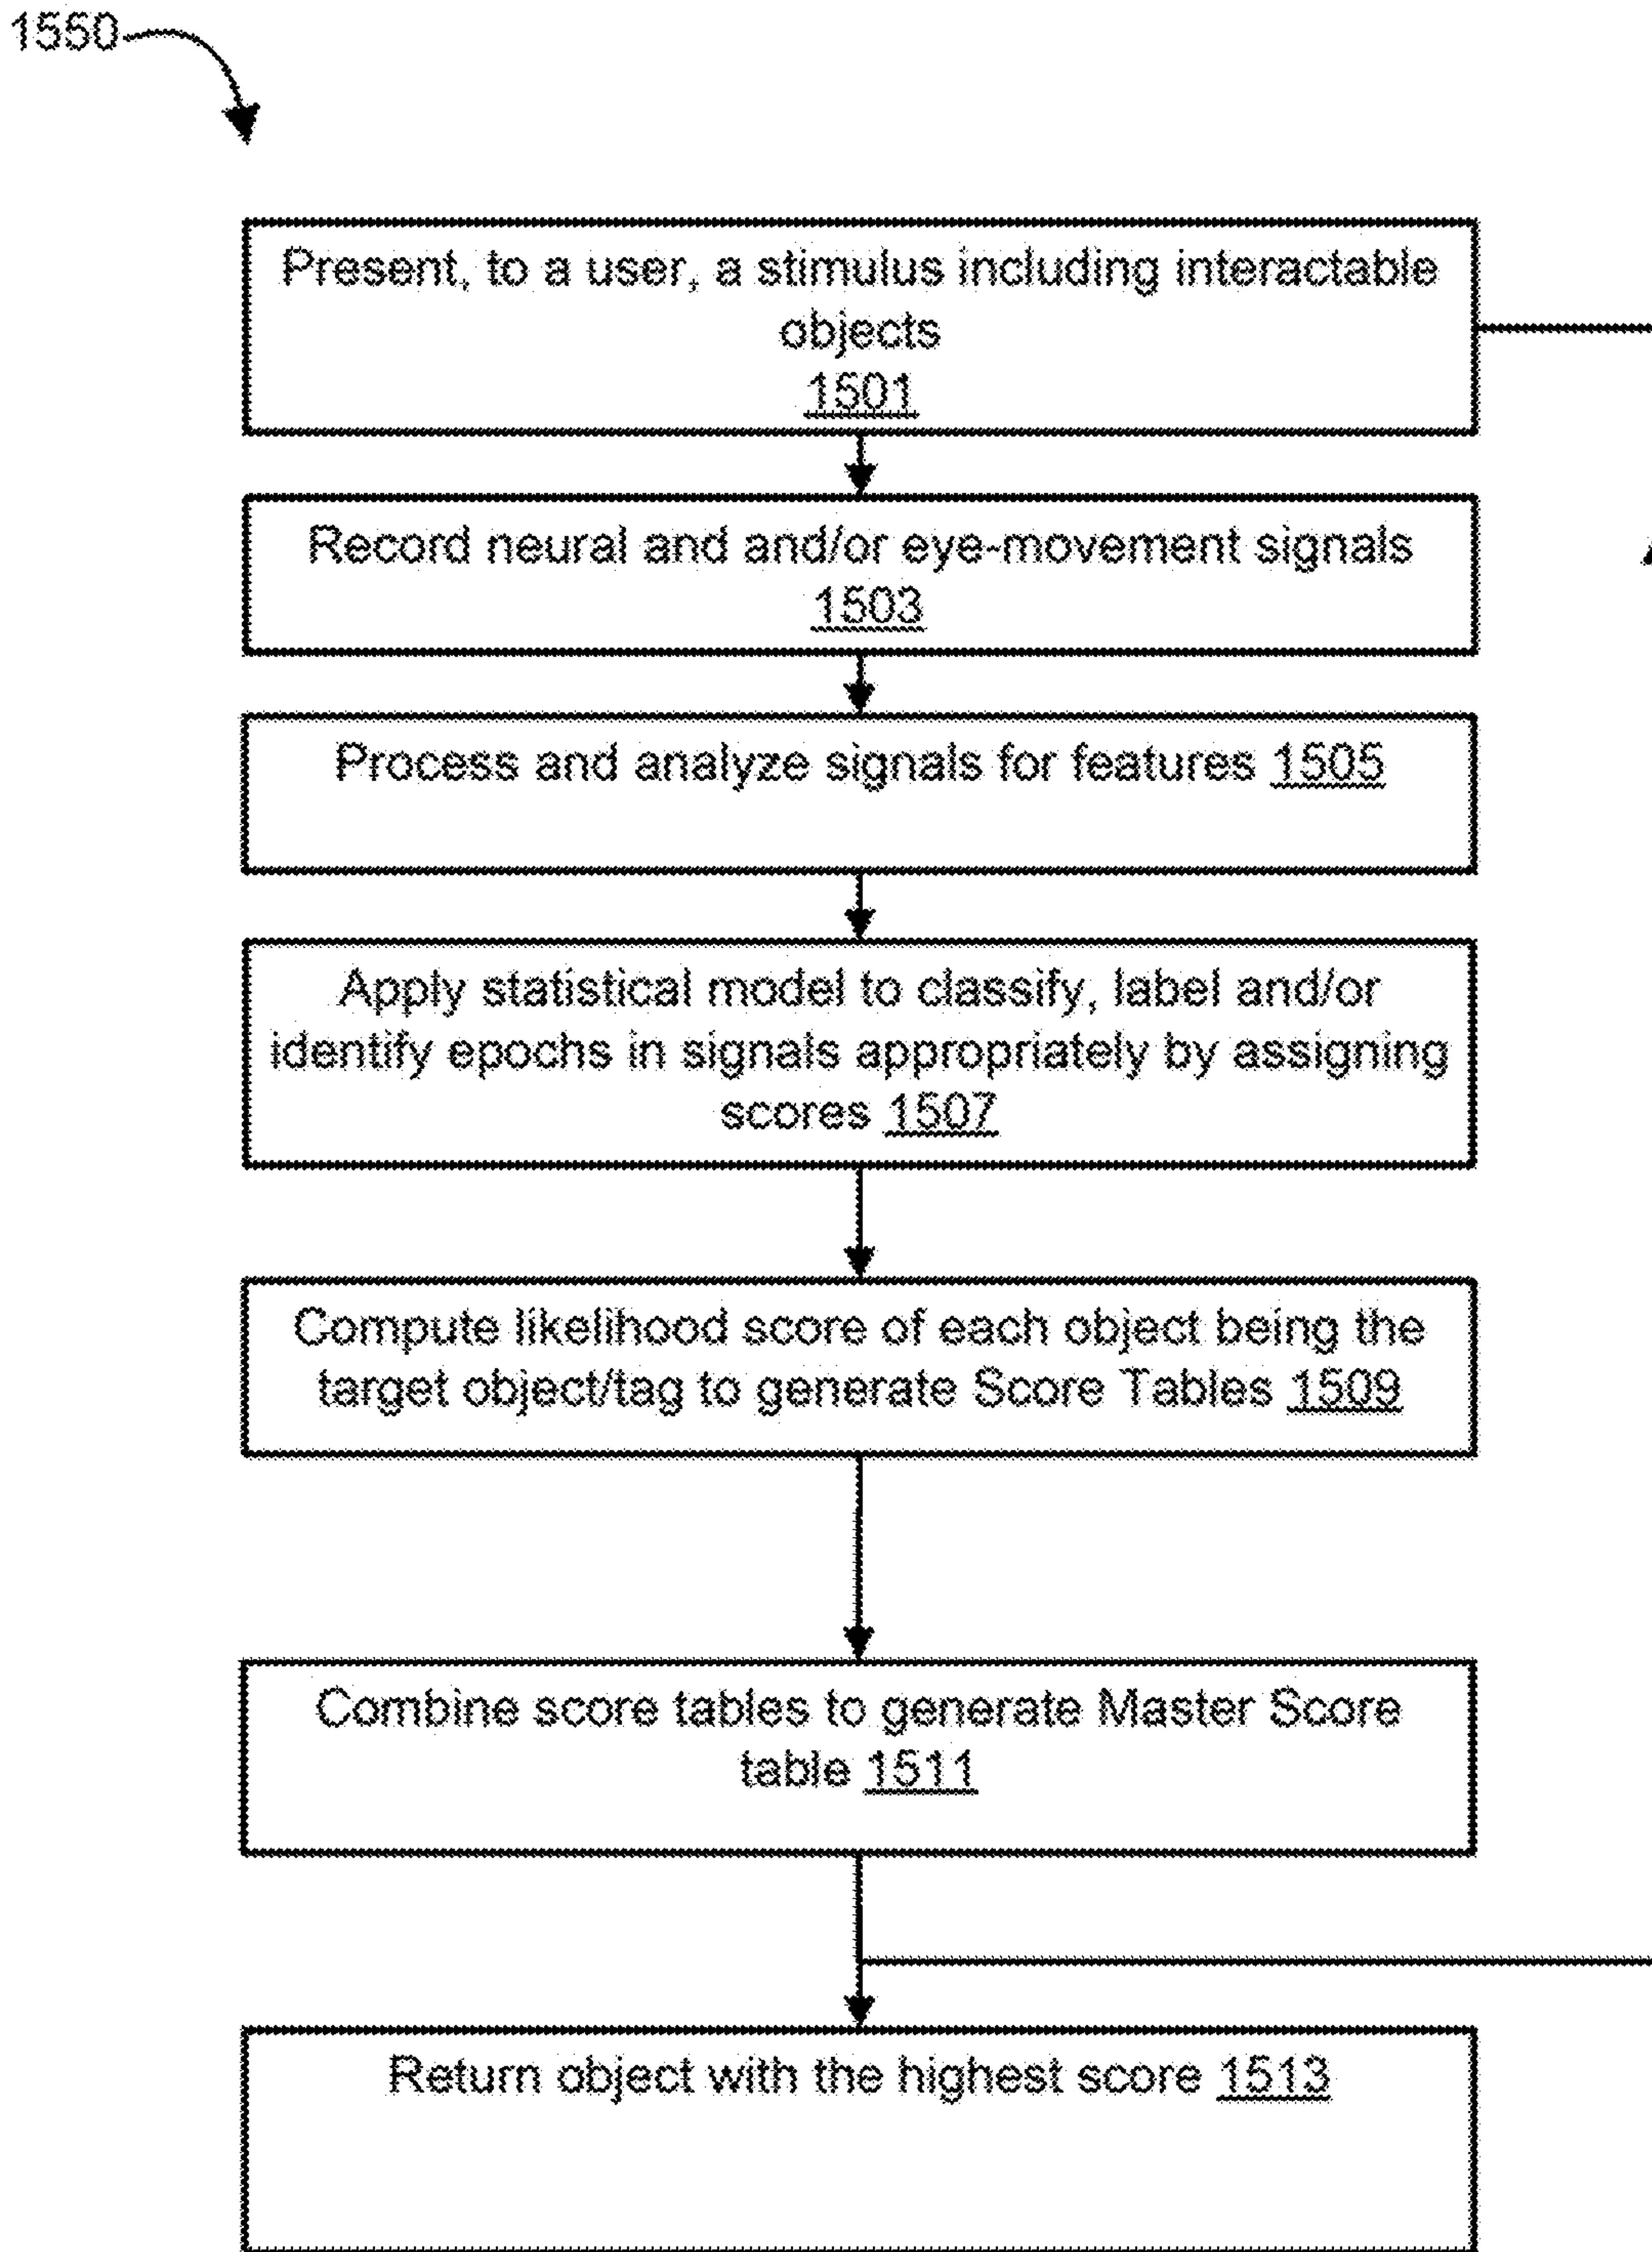 1550
Present, to a user, a stimulus including interactable
objects
1501
Record neural and and/or eye-movement signals
1503
Process and analyze signals for features 1505
Apply statistical model to classify, label and/or
identify epochs in signals appropriately by assigning
scores 1507
Compute likelihood score of each object being the
target object/tag to generate Score Tables 1509
Combine score tables to generate Master Score
table 1511
Return object with the highest score 1513